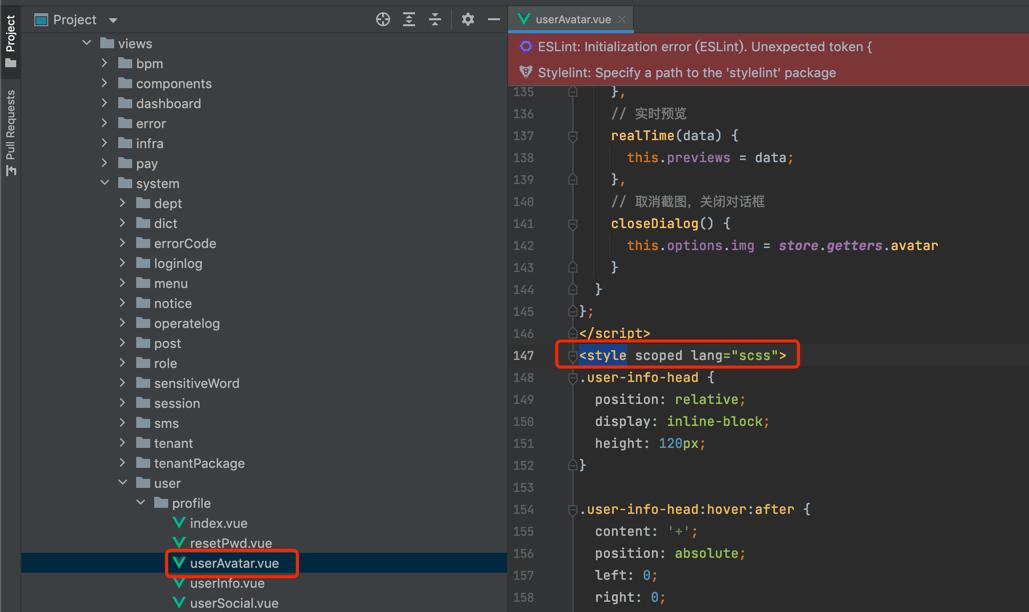 Project
Pull Requests
Project
views
bpm
components
dashboard
error
infra
pay
system
dept
dict
errorCode
loginlog
menu
notice
operatelog
post
role
sensitiveWord
session
sms
tenant
tenantPackage
user
profile
index.vue
resetPwd.vue
userAvatar.vue
userInfo.vue
userSocial.vue
userAvatar.vue
ESLint: Initialization error (ESLint). Unexpected token {
Stylelint: Specify a path to the 'stylelint' package
135 },
136 // 实时预览
137 realTime(data) {
138 this.previews = data;
139 },
140 // 取消截图，关闭对话框
141 closeDialog() {
142 this.options.img = store.getters.avatar
143 }
144 }
145 };
146 </script>
147 <style scoped lang="scss">
148 .user-info-head {
149 position: relative;
150 display: inline-block;
151 height: 120px;
152 }
153
154 .user-info-head:hover:after {
155 content: '+';
156 position: absolute;
157 left: 0;
158 right: 0;